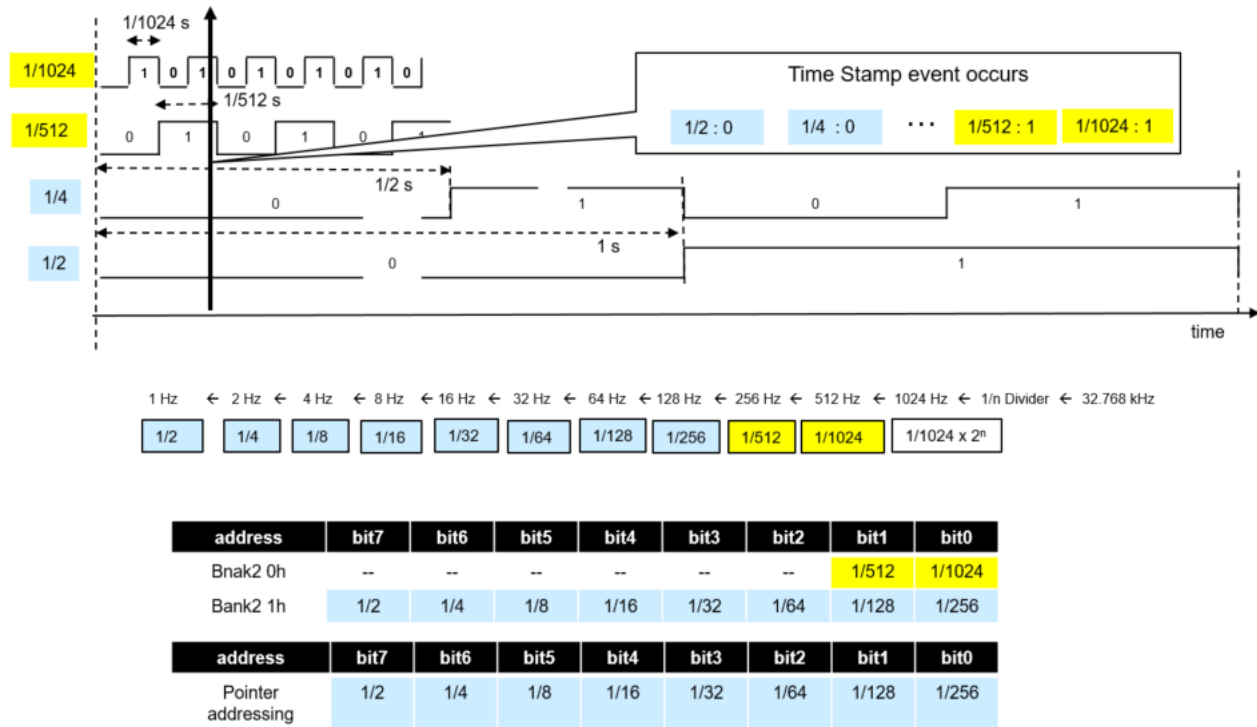 1/1024 s
1/1024
1 0 1 0 1 0 1 0 1 0
1/512 s
1/512
0 1 0 1 0 1
Time Stamp event occurs
1/2 : 0 1/4 : 0 ··· 1/512 : 1 1/1024 : 1
1/2 s
1/4
0 1 0 1
1 s
1/2
0 1
time
1 Hz ← 2 Hz ← 4 Hz ← 8 Hz ← 16 Hz ← 32 Hz ← 64 Hz ← 128 Hz ← 256 Hz ← 512 Hz ← 1024 Hz ← 1/n Divider ← 32.768 kHz
1/2 1/4 1/8 1/16 1/32 1/64 1/128 1/256 1/512 1/1024 1/1024 x 2ⁿ
address bit7 bit6 bit5 bit4 bit3 bit2 bit1 bit0
Bnak2 0h -- -- -- -- -- -- 1/512 1/1024
Bank2 1h 1/2 1/4 1/8 1/16 1/32 1/64 1/128 1/256
address bit7 bit6 bit5 bit4 bit3 bit2 bit1 bit0
Pointer addressing 1/2 1/4 1/8 1/16 1/32 1/64 1/128 1/256